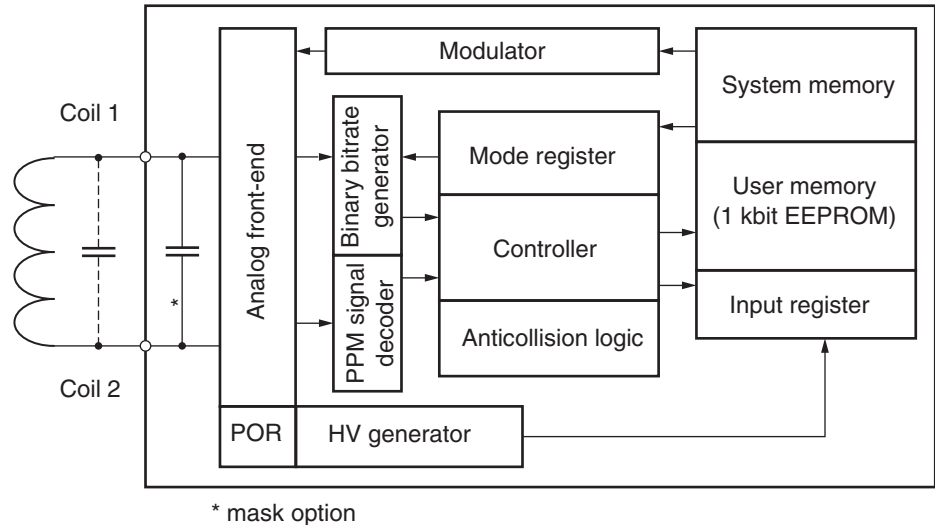 Modulator
System memory
Coil 1
Analog front-end
Binary bitrate
generator
Mode register
User memory
(1 kbit EEPROM)
Controller
*
PPM signal
decoder
Input register
Anticollision logic
Coil 2
POR
HV generator
* mask option